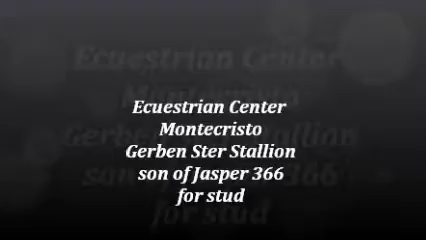 Ecuestrian Center
Montecristo
Gerben Ster Stallion
son of Jasper 366
for stud